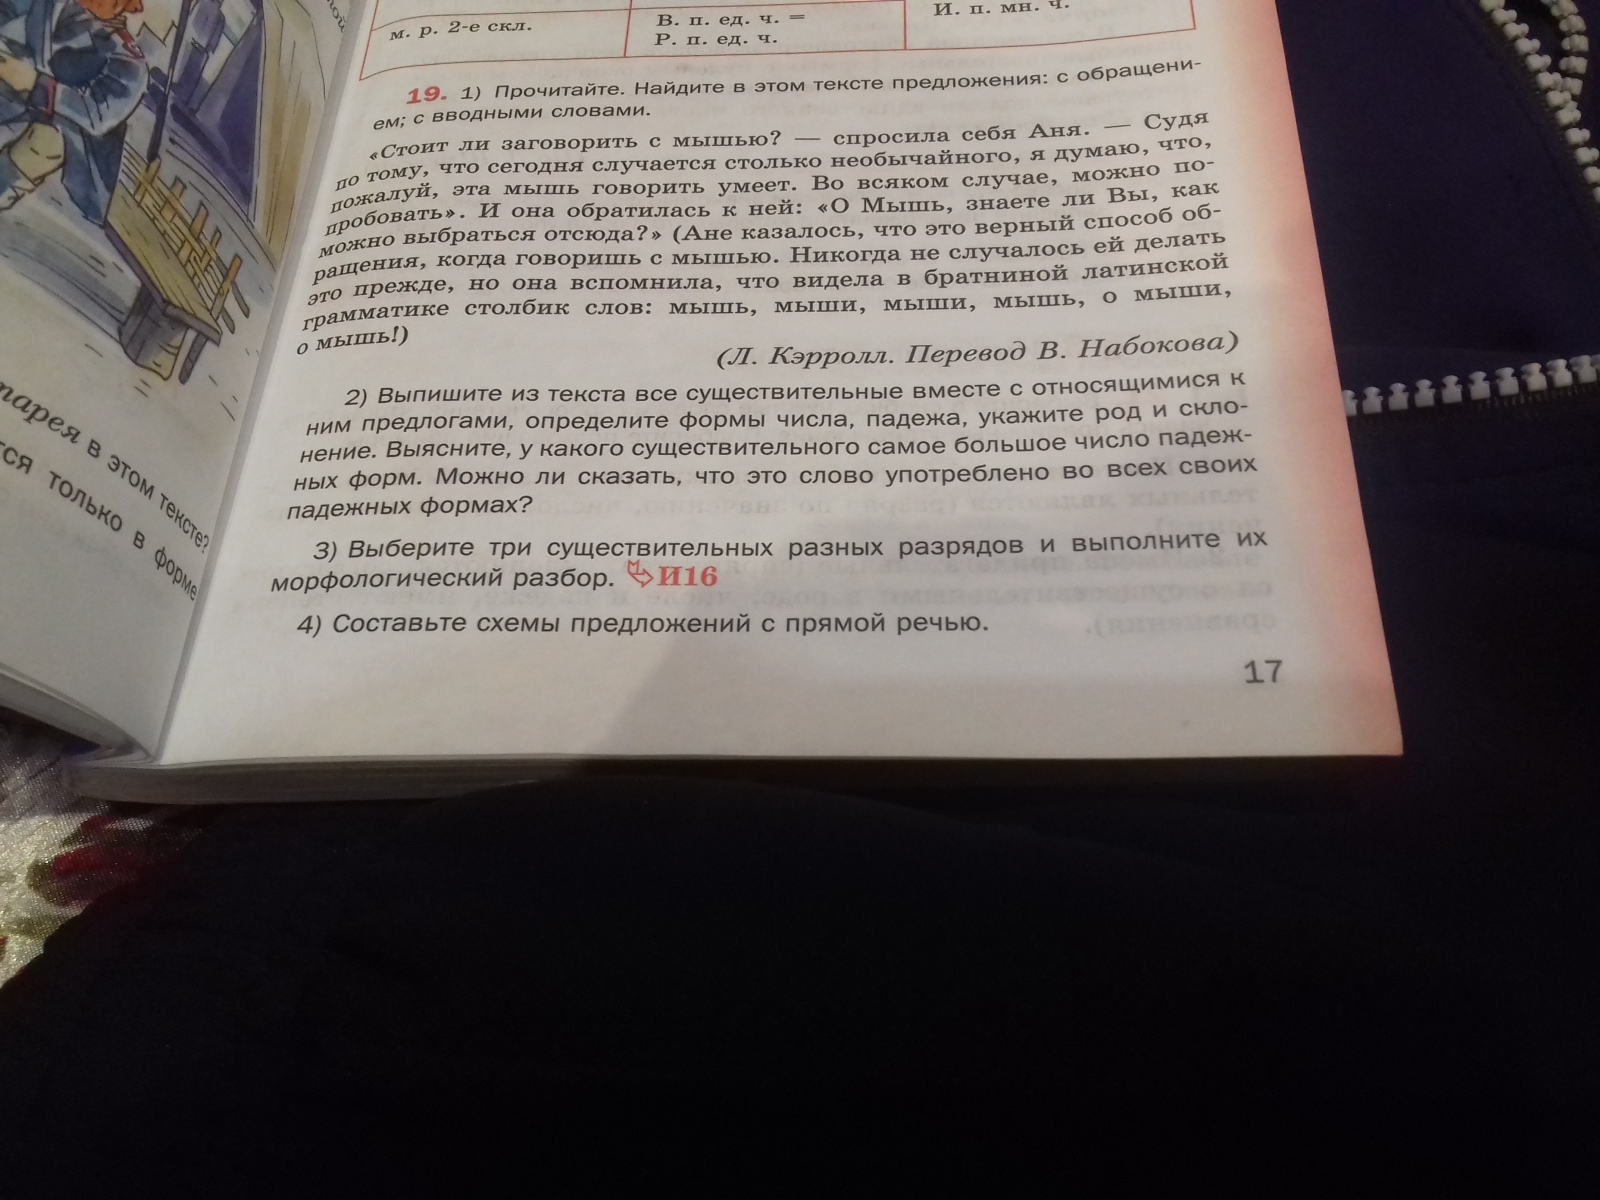 той
м. р. 2-е скл.
В. п. ед. ч. =
Р. п. ед. ч.
И. п. мн. ч.
19. 1) Прочитайте. Найдите в этом тексте предложения: с обращени-
ем; с вводными словами.
«Стоит ли заговорить с мышью? — спросила себя Аня. — Судя
по тому, что сегодня случается столько необычайного, я думаю, что,
пожалуй, эта мышь говорить умеет. Во всяком случае, можно по-
пробовать». И она обратилась к ней: «О Мышь, знаете ли Вы, как
можно выбраться отсюда?» (Ане казалось, что это верный способ об-
ращения, когда говоришь с мышью. Никогда не случалось ей делать
это прежде, но она вспомнила, что видела в братниной латинской
грамматике столбик слов: мышь, мыши, мыши, мышь, о мыши,
о мышь!)
(Л. Кэрролл. Перевод В. Набокова)
2) Выпишите из текста все существительные вместе с относящимися к
ним предлогами, определите формы числа, падежа, укажите род и скло-
нение. Выясните, у какого существительного самое большое число падеж-
ных форм. Можно ли сказать, что это слово употреблено во всех своих
падежных формах?
3) Выберите три существительных разных разрядов и выполните их
морфологический разбор. И16
4) Составьте схемы предложений с прямой речью.
17
тарея в этом тексте?
тся только в форме